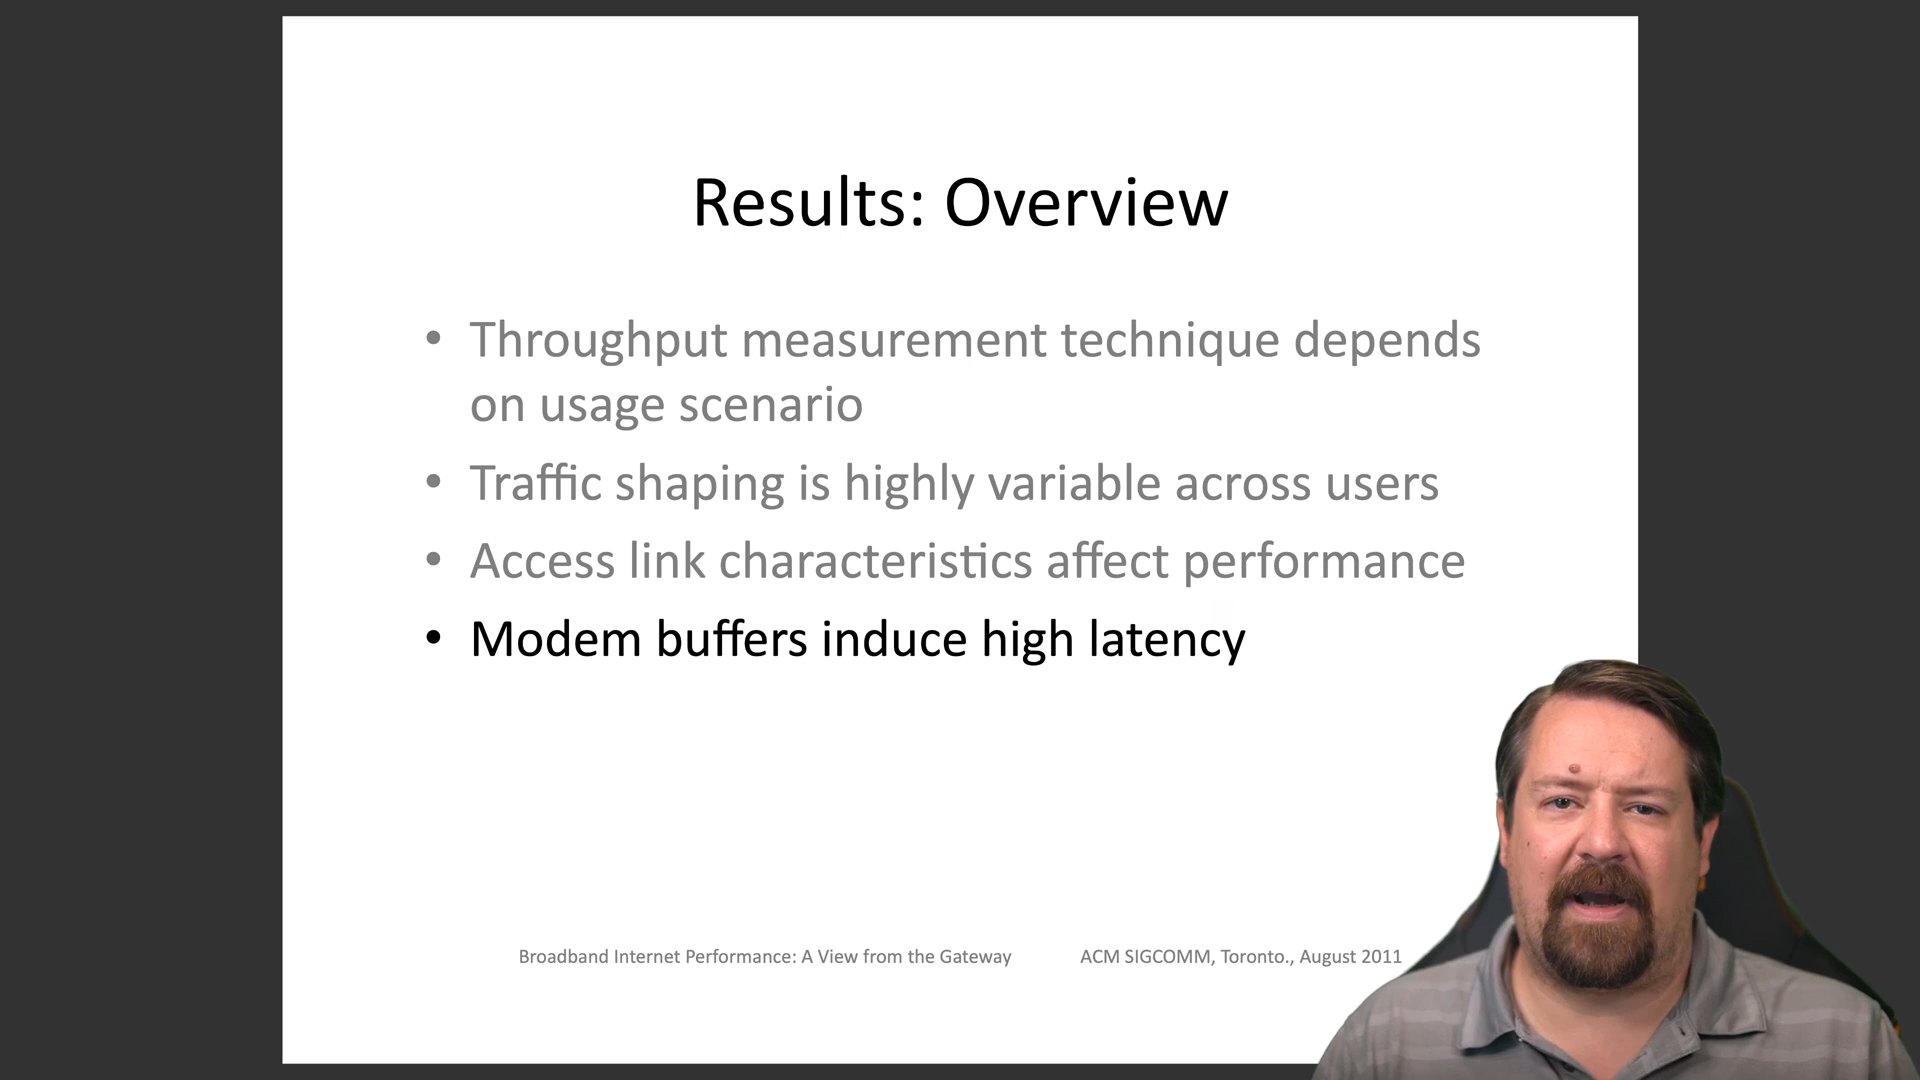 Results: Overview
• Throughput measurement technique depends
on usage scenario
• Traffic shaping is highly variable across users
• Access link characteristics affect performance
• Modem buffers induce high latency
Broadband Internet Performance: A View from the Gateway
ACM SIGCOMM, Toronto., August 2011